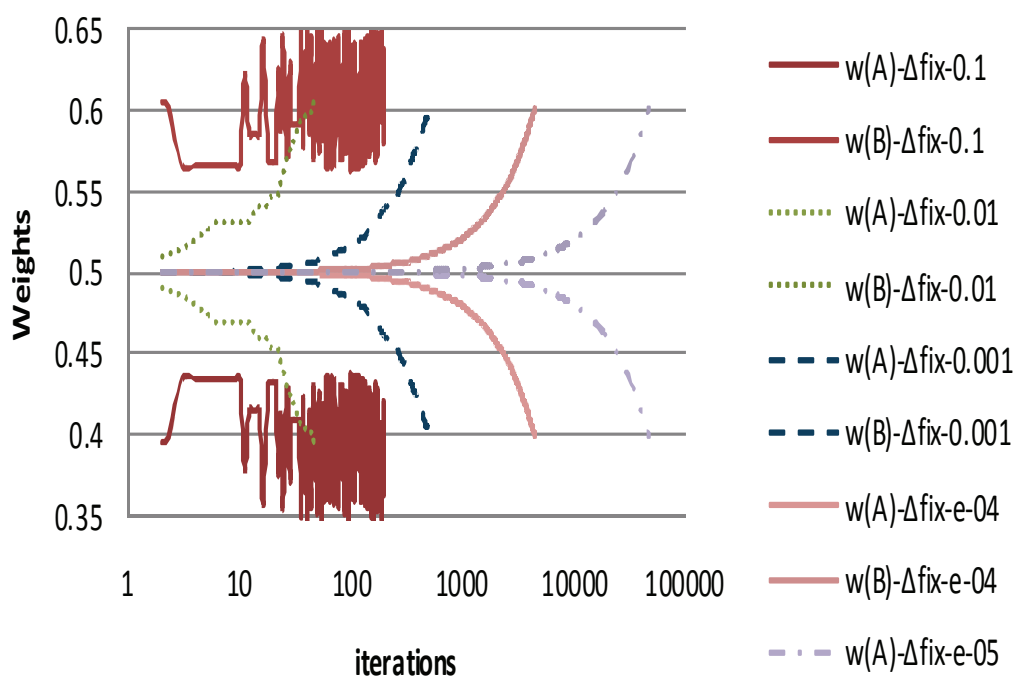 0.65
0.6
0.55
0.5
0.45
0.4
0.35
Weights
1 10 100 1000 10000 100000
iterations
w(A)-Δfix-0.1
w(B)-Δfix-0.1
w(A)-Δfix-0.01
w(B)-Δfix-0.01
w(A)-Δfix-0.001
w(B)-Δfix-0.001
w(A)-Δfix-e-04
w(B)-Δfix-e-04
w(A)-Δfix-e-05